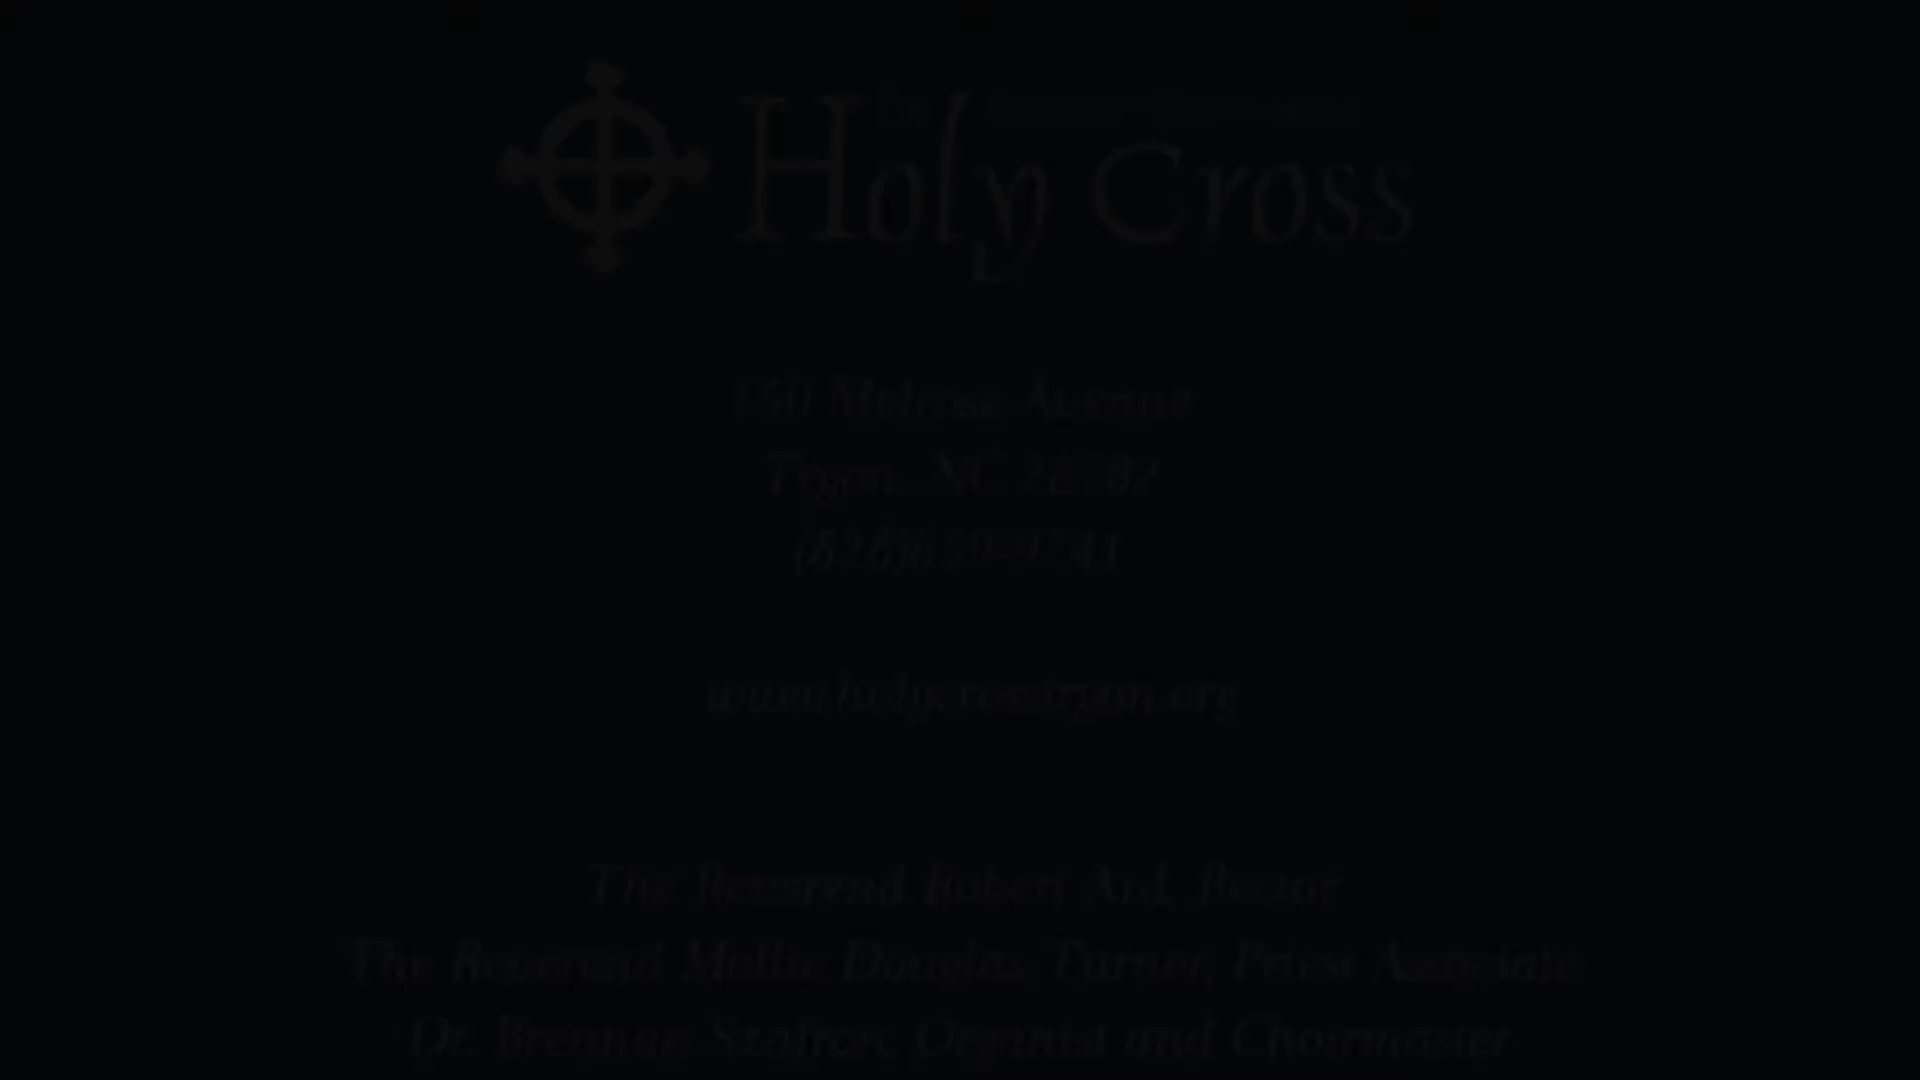 Holy Cross
150 Melrose Avenue
Tryon, NC 28782
(828)859-9741
www.holycrosstryon.org
The Reverend Robert Ard, Rector
The Reverend Mollie Douglas Turner, Priest Associate
Dr. Brennan Szafron: Organist and Choirmaster